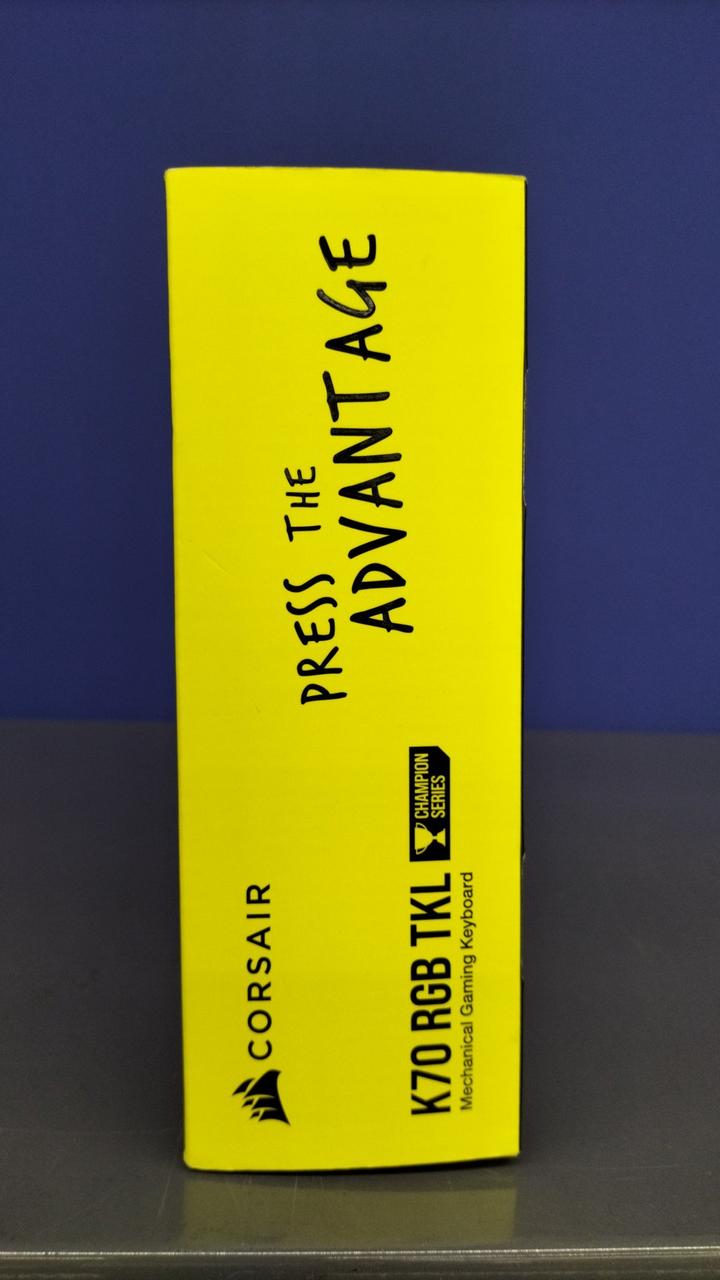 CORSAIR
PRESS THE
ADVANTAGE
K70 RGB TKL
CHAMPION
SERIES
Mechanical Gaming Keyboard